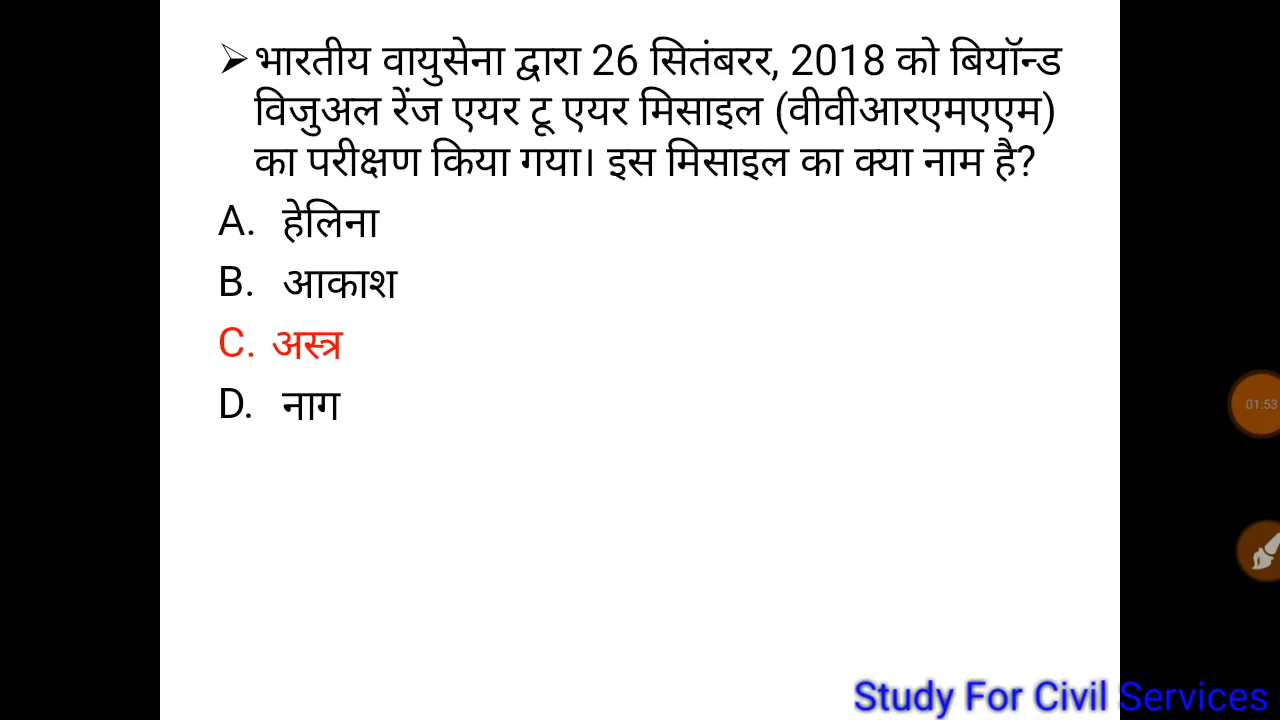 ➢ भारतीय वायुसेना द्वारा 26 सितंबरर, 2018 को बियॉन्ड
विजुअल रेंज एयर टू एयर मिसाइल (वीवीआरएमएएम)
का परीक्षण किया गया। इस मिसाइल का क्या नाम है?
A. हेलिना
B. आकाश
C. अस्त्र
D. नाग
01:53
Study For Civil Services